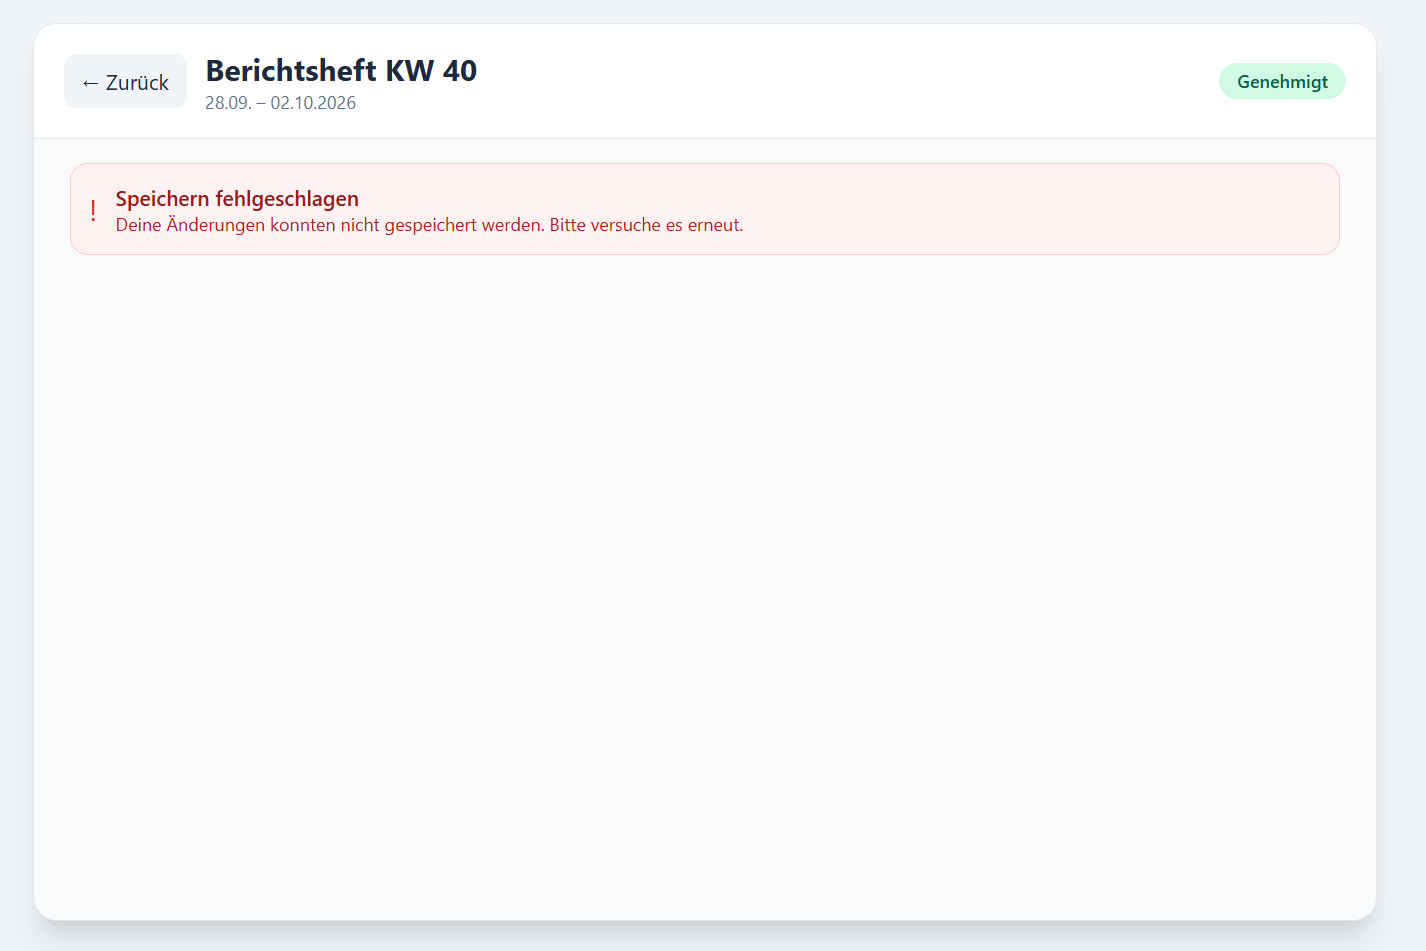 ← Zurück
Berichtsheft KW 40
28.09. – 02.10.2026
Genehmigt
!
Speichern fehlgeschlagen
Deine Änderungen konnten nicht gespeichert werden. Bitte versuche es erneut.